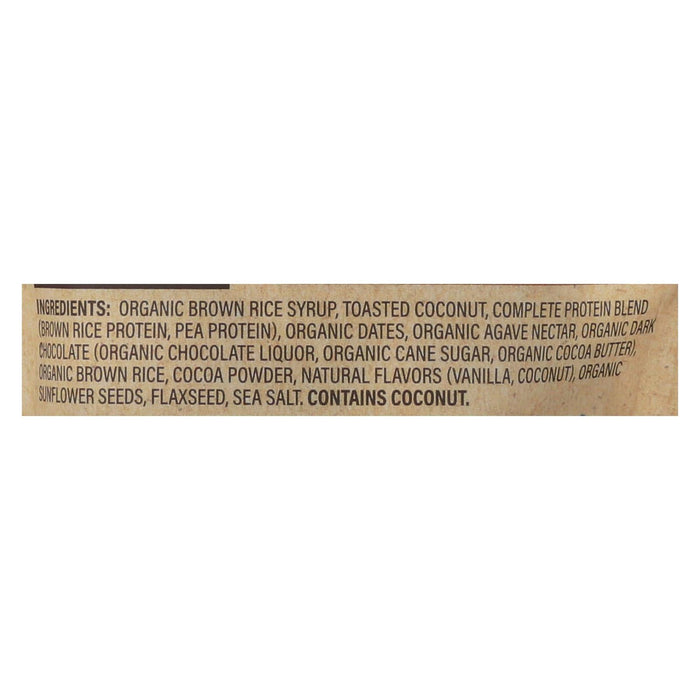 INGREDIENTS: ORGANIC BROWN RICE SYRUP, TOASTED COCONUT, COMPLETE PROTEIN BLEND
(BROWN RICE PROTEIN, PEA PROTEIN), ORGANIC DATES, ORGANIC AGAVE NECTAR, ORGANIC DARK
CHOCOLATE (ORGANIC CHOCOLATE LIQUOR, ORGANIC CANE SUGAR, ORGANIC COCOA BUTTER),
ORGANIC BROWN RICE, COCOA POWDER, NATURAL FLAVORS (VANILLA, COCONUT), ORGANIC
SUNFLOWER SEEDS, FLAXSEED, SEA SALT. CONTAINS COCONUT.